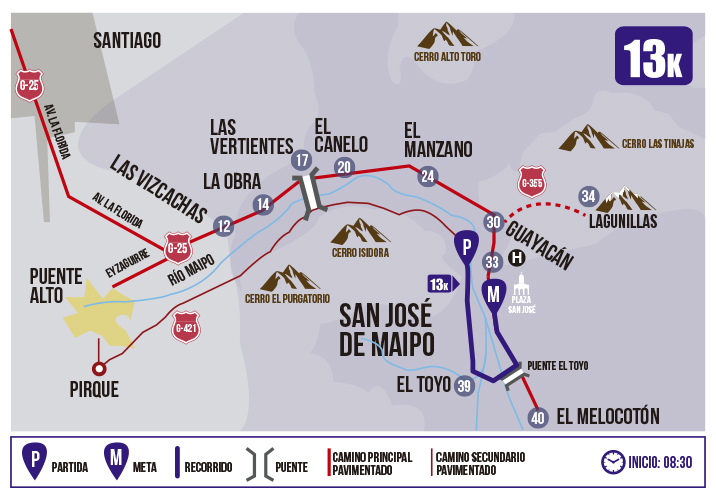 SANTIAGO
13K
CERRO ALTO TORO
G-25
AV. LA FLORIDA
LAS
VERTIENTES
EL
CANELO
EL
MANZANO
CERRO LAS TINAJAS
LAS VIZCACHAS
LA OBRA
17
20
24
G-355
34
LAGUNILLAS
AV. LA FLORIDA
14
12
30
GUAYACÁN
G-25
EYZAGUIRRE
RÍO MAIPO
CERRO ISIDORA
P
33
H
PUENTE
ALTO
CERRO EL PURGATORIO
13K
M
PLAZA
SAN JOSÉ
G-421
SAN JOSÉ
DE MAIPO
PUENTE EL TOYO
PIRQUE
EL TOYO
39
40
EL MELOCOTÓN
P
PARTIDA
M
META
RECORRIDO
PUENTE
CAMINO PRINCIPAL
PAVIMENTADO
CAMINO SECUNDARIO
PAVIMENTADO
INICIO: 08:30